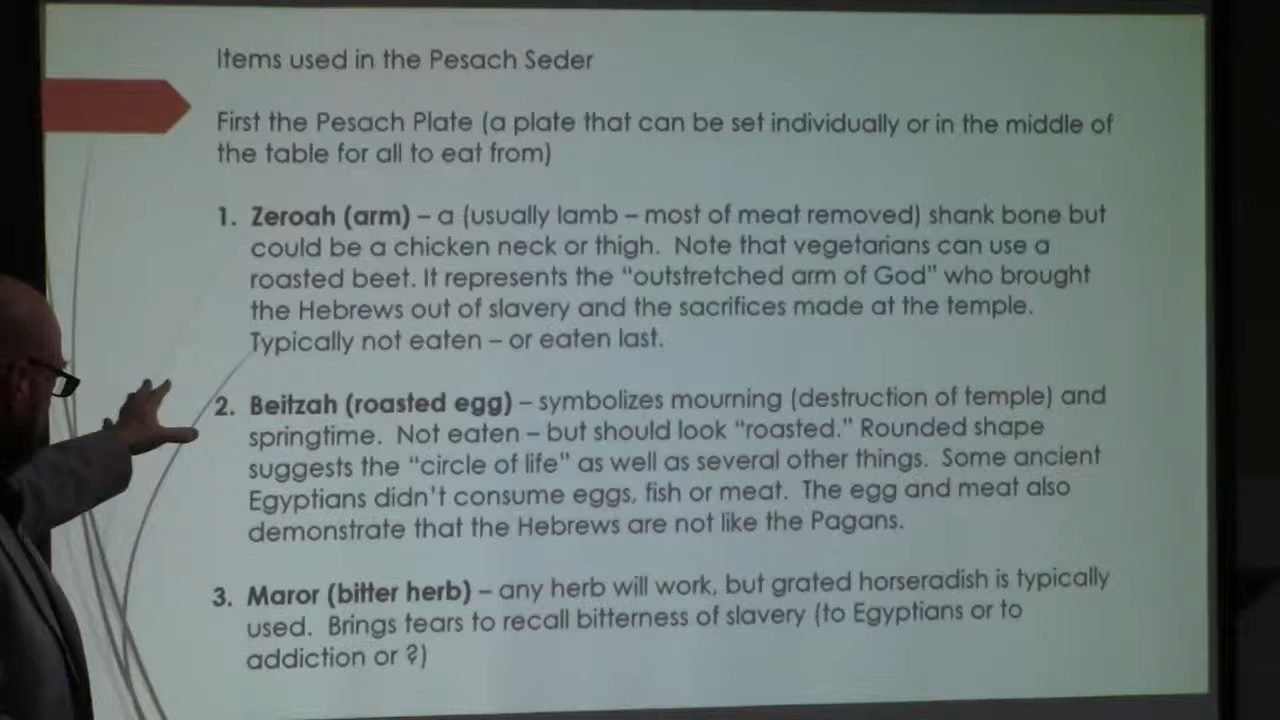 Items used in the Pesach Seder
First the Pesach Plate (a plate that can be set individually or in the middle of
the table for all to eat from)
1. Zeroah (arm) – a (usually lamb – most of meat removed) shank bone but
could be a chicken neck or thigh. Note that vegetarians can use a
roasted beet. It represents the “outstretched arm of God” who brought
the Hebrews out of slavery and the sacrifices made at the temple.
Typically not eaten – or eaten last.
2. Beitzah (roasted egg) – symbolizes mourning (destruction of temple) and
springtime. Not eaten – but should look “roasted.” Rounded shape
suggests the “circle of life” as well as several other things. Some ancient
Egyptians didn’t consume eggs, fish or meat. The egg and meat also
demonstrate that the Hebrews are not like the Pagans.
3. Maror (bitter herb) – any herb will work, but grated horseradish is typically
used. Brings tears to recall bitterness of slavery (to Egyptians or to
addiction or ?)